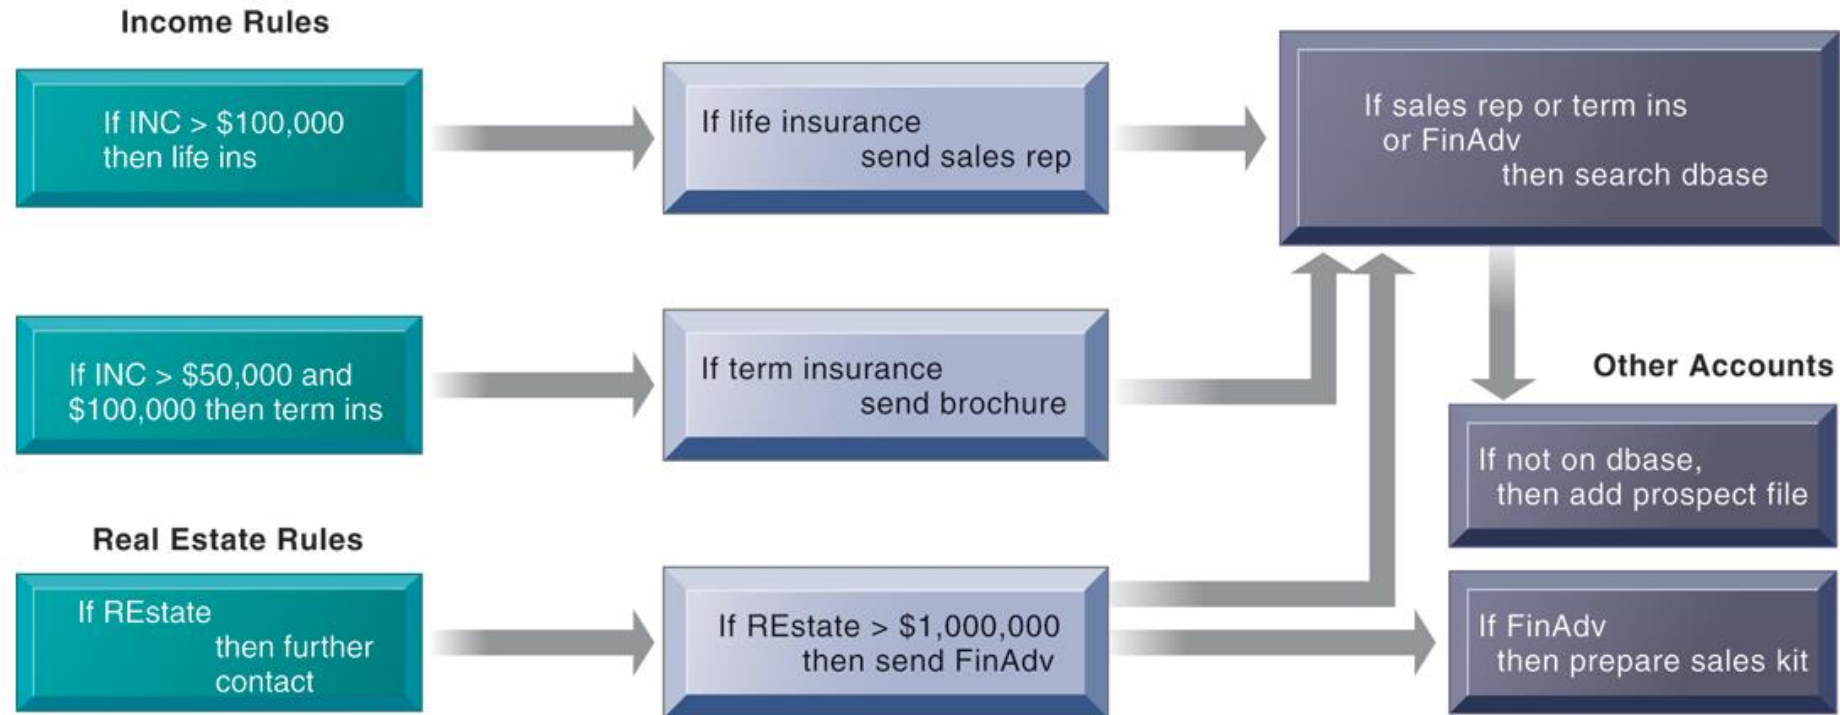 Income Rules
If INC > $100,000
then life ins
If life insurance
send sales rep
If sales rep or term ins
or FinAdv
then search dbase
If INC > $50,000 and
$100,000 then term ins
If term insurance
send brochure
Other Accounts
If not on dbase,
then add prospect file
Real Estate Rules
If REstate
then further
contact
If REstate > $1,000,000
then send FinAdv
If FinAdv
then prepare sales kit